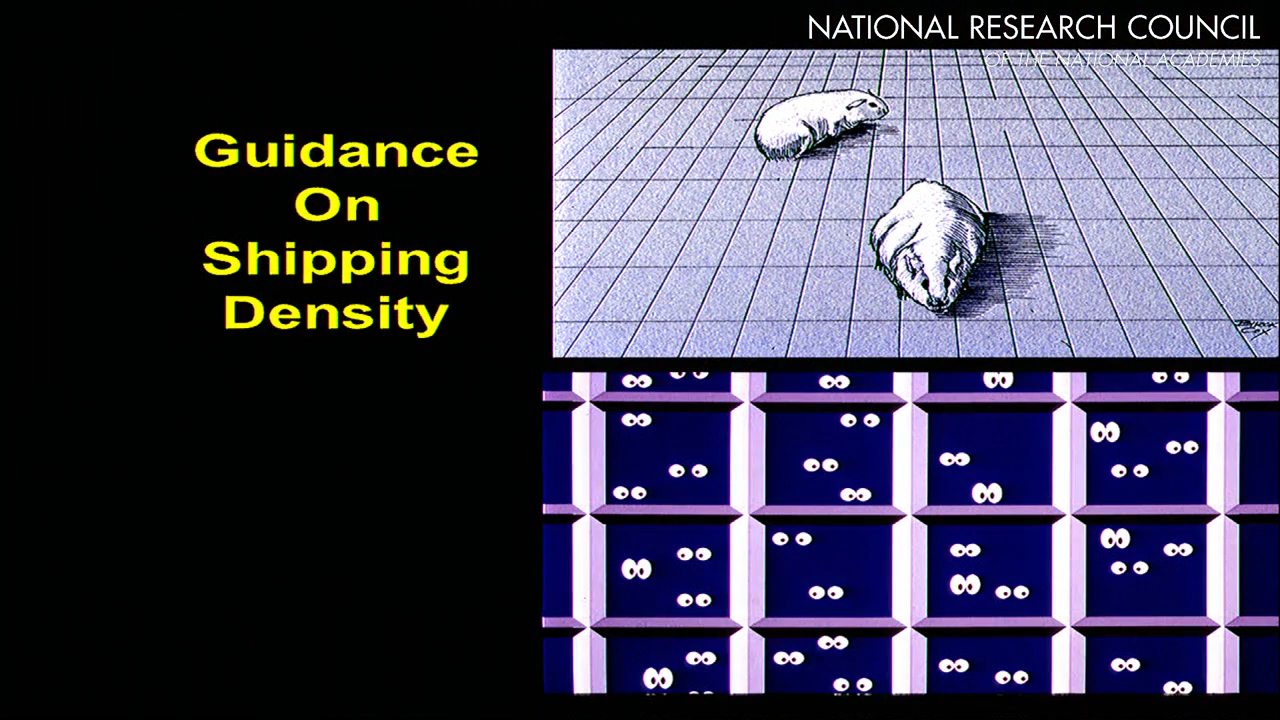 NATIONAL RESEARCH COUNCIL
OF THE NATIONAL ACADEMIES
Guidance
On
Shipping
Density